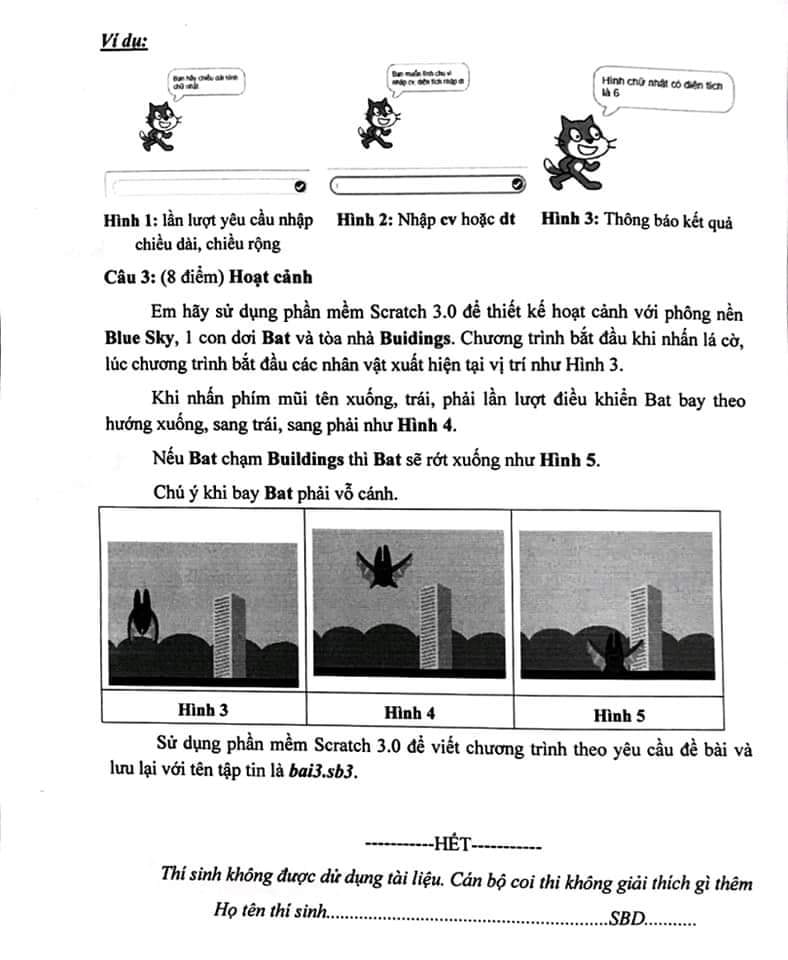 Ví dụ:
Bạn hãy chiều dài hình
chữ nhật
Bạn muốn tính chu vi
nhập cv, diện tích nhập dt
Hình chữ nhật có diện tích
là 6
Hình 1: lần lượt yêu cầu nhập
chiều dài, chiều rộng
Hình 2: Nhập cv hoặc dt
Hình 3: Thông báo kết quả
Câu 3: (8 điểm) Hoạt cảnh
Em hãy sử dụng phần mềm Scratch 3.0 để thiết kế hoạt cảnh với phông nền
Blue Sky, 1 con dơi Bat và tòa nhà Buidings. Chương trình bắt đầu khi nhấn lá cờ,
lúc chương trình bắt đầu các nhân vật xuất hiện tại vị trí như Hình 3.
Khi nhấn phím mũi tên xuống, trái, phải lần lượt điều khiển Bat bay theo
hướng xuống, sang trái, sang phải như Hình 4.
Nếu Bat chạm Buildings thì Bat sẽ rớt xuống như Hình 5.
Chú ý khi bay Bat phải vỗ cánh.
Hình 3
Hình 4
Hình 5
Sử dụng phần mềm Scratch 3.0 để viết chương trình theo yêu cầu đề bài và
lưu lại với tên tập tin là bai3.sb3.
-----------HẾT-----------
Thí sinh không được dử dụng tài liệu. Cán bộ coi thi không giải thích gì thêm
Họ tên thí sinh......................................................SBD..........